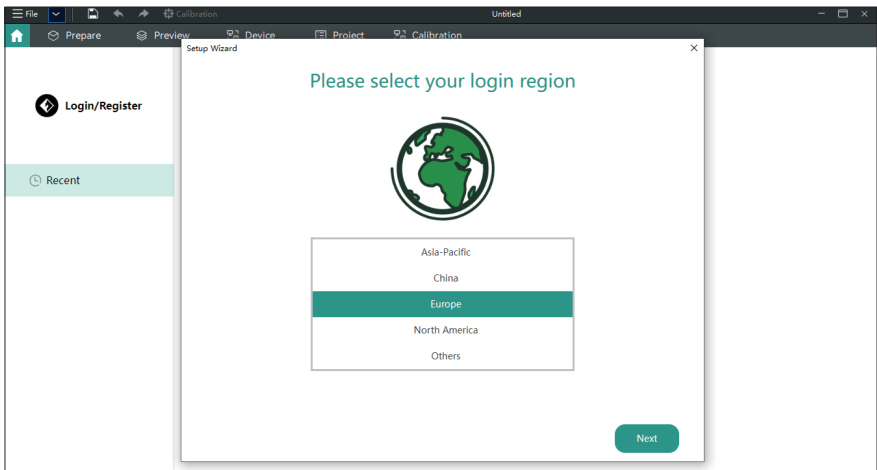 File
Calibration
Untitled
Prepare
Preview
Device
Project
Calibration
Setup Wizard
Please select your login region
Login/Register
Recent
Asia-Pacific
China
Europe
North America
Others
Next